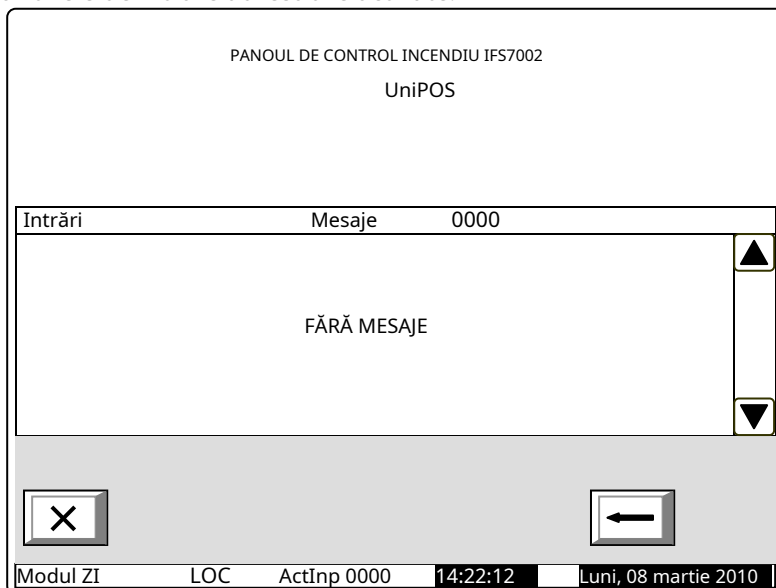 PANOUL DE CONTROL INCENDIU IFS7002
UniPOS
Intrări Mesaje 0000
FĂRĂ MESAJE
Modul ZI LOC ActInp 0000 14:22:12 Luni, 08 martie 2010